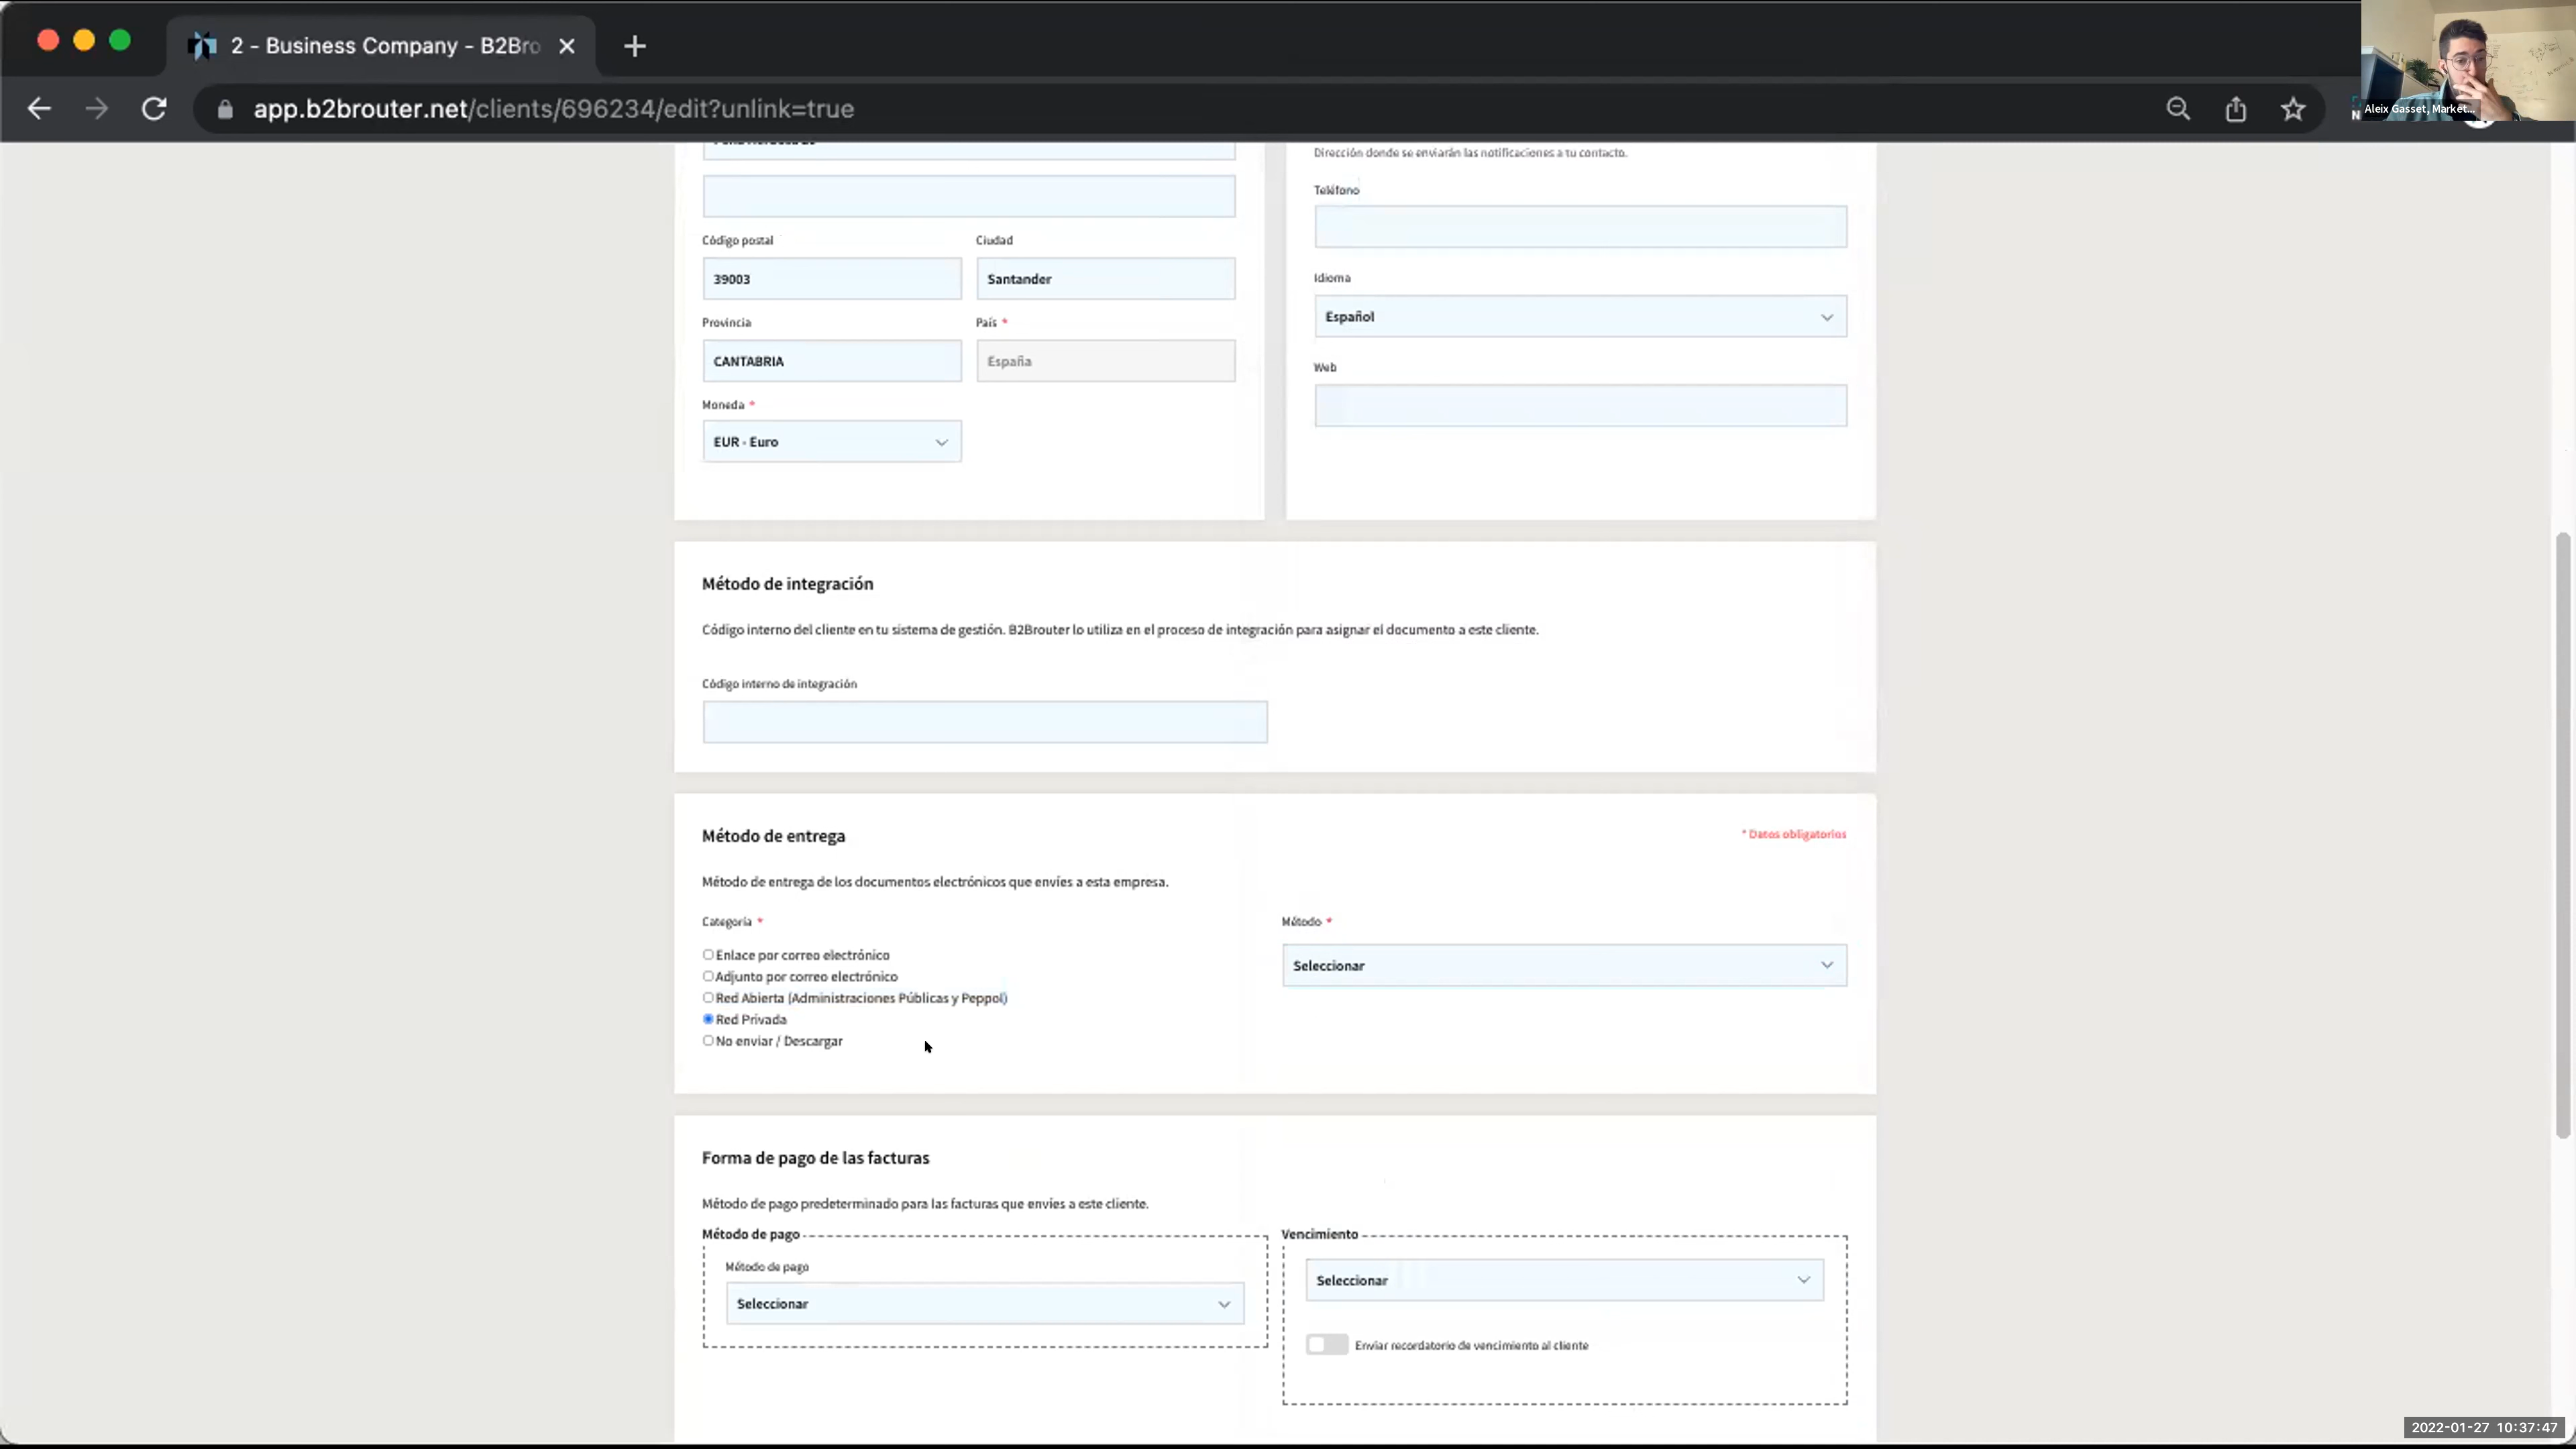 2 - Business Company - B2Bro
app.b2brouter.net/clients/696234/edit?unlink=true
Aleix Gasset, Market...
Dirección donde se enviarán las notificaciones a tu contacto.
Teléfono
Código postal
Ciudad
39003
Santander
Idioma
Español
Provincia
País *
CANTABRIA
España
Web
Moneda *
EUR - Euro
Método de integración
Código interno del cliente en tu sistema de gestión. B2Brouter lo utiliza en el proceso de integración para asignar el documento a este cliente.
Código interno de integración
Método de entrega
* Datos obligatorios
Método de entrega de los documentos electrónicos que envíes a esta empresa.
Categoría *
Método *
Enlace por correo electrónico
Seleccionar
Adjunto por correo electrónico
Red Abierta (Administraciones Públicas y Peppol)
Red Privada
No enviar / Descargar
Forma de pago de las facturas
Método de pago predeterminado para las facturas que envíes a este cliente.
Método de pago
Vencimiento
Método de pago
Seleccionar
Seleccionar
Enviar recordatorio de vencimiento al cliente
2022-01-27 10:37:47